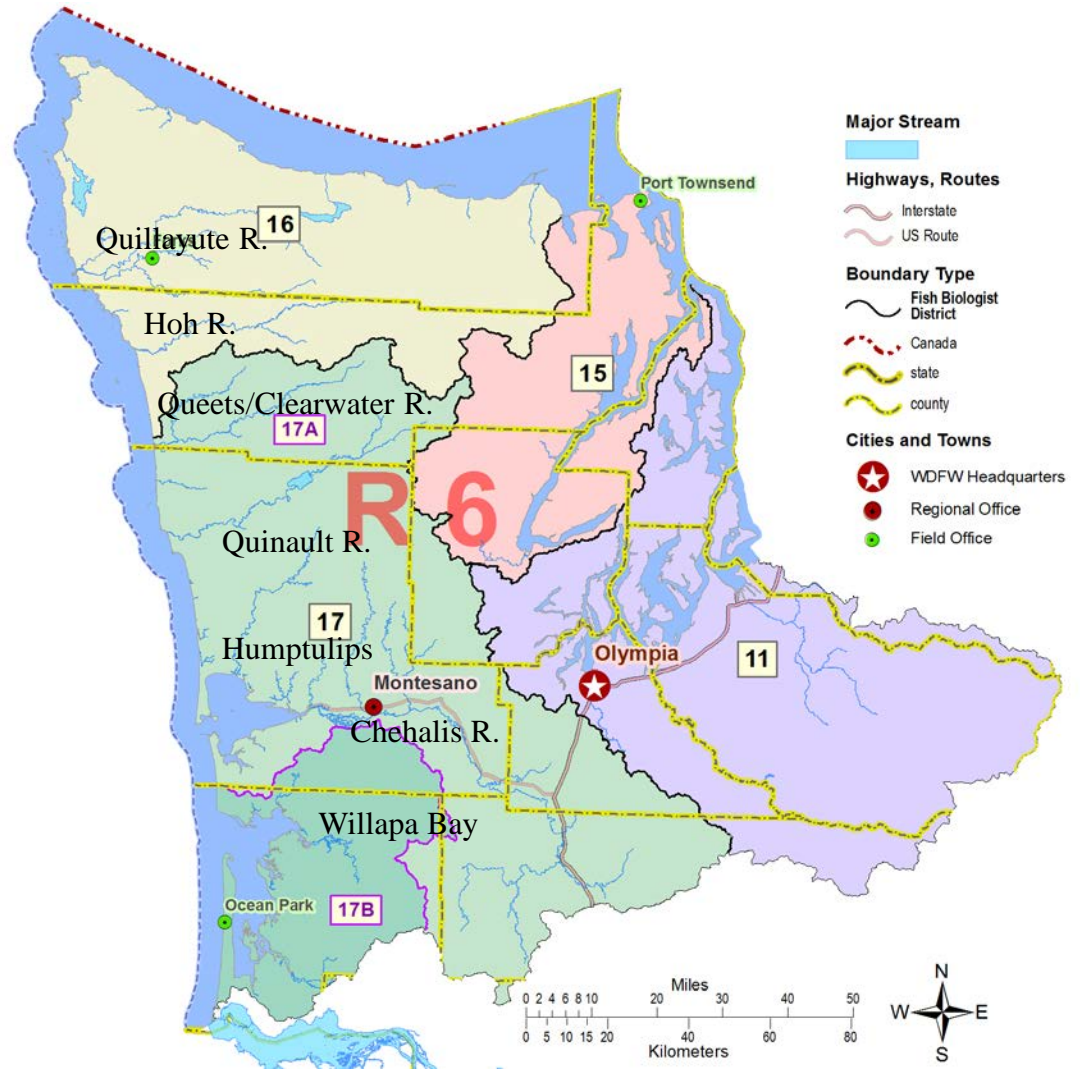 Port Townsend
16
Quillayute R.
Hoh R.
15
Queets/Clearwater R.
17A
R 6
Quinault R.
17
Humptulips
Olympia
11
Montesano
Chehalis R.
Willapa Bay
Ocean Park
17B
Major Stream
Highways, Routes
Interstate
US Route
Boundary Type
Fish Biologist
District
Canada
state
county
Cities and Towns
WDFW Headquarters
Regional Office
Field Office
Miles
0 2 4 6 8 10 20 30 40 50
0 5 10 15 20 40 60 80
Kilometers
N
W E
S